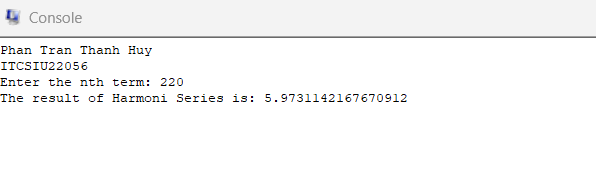 Console
Phan Tran Thanh Huy
ITCSIU22056
Enter the nth term: 220
The result of Harmoni Series is: 5.9731142167670912